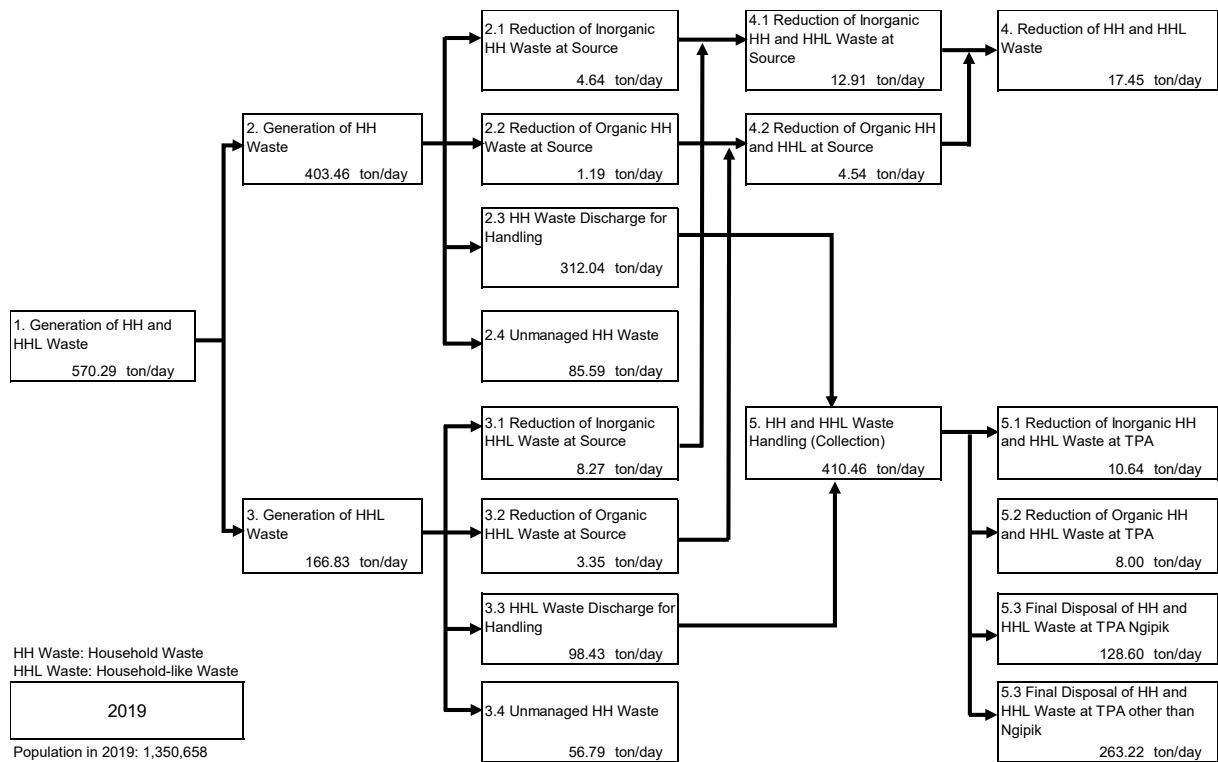 1. Generation of HH and
HHL Waste
570.29 ton/day
2. Generation of HH
Waste
403.46 ton/day
3. Generation of HHL
Waste
166.83 ton/day
2.1 Reduction of Inorganic
HH Waste at Source
4.64 ton/day
2.2 Reduction of Organic HH
Waste at Source
1.19 ton/day
2.3 HH Waste Discharge for
Handling
312.04 ton/day
2.4 Unmanaged HH Waste
85.59 ton/day
3.1 Reduction of Inorganic
HHL Waste at Source
8.27 ton/day
3.2 Reduction of Organic
HHL Waste at Source
3.35 ton/day
3.3 HHL Waste Discharge for
Handling
98.43 ton/day
3.4 Unmanaged HH Waste
56.79 ton/day
4.1 Reduction of Inorganic
HH and HHL Waste at
Source
12.91 ton/day
4.2 Reduction of Organic HH
and HHL at Source
4.54 ton/day
4. Reduction of HH and HHL
Waste
17.45 ton/day
5. HH and HHL Waste
Handling (Collection)
410.46 ton/day
5.1 Reduction of Inorganic HH
and HHL Waste at TPA
10.64 ton/day
5.2 Reduction of Organic HH
and HHL Waste at TPA
8.00 ton/day
5.3 Final Disposal of HH and
HHL Waste at TPA Ngipik
128.60 ton/day
5.3 Final Disposal of HH and
HHL Waste at TPA other than
Ngipik
263.22 ton/day
HH Waste: Household Waste
HHL Waste: Household-like Waste
2019
Population in 2019: 1,350,658